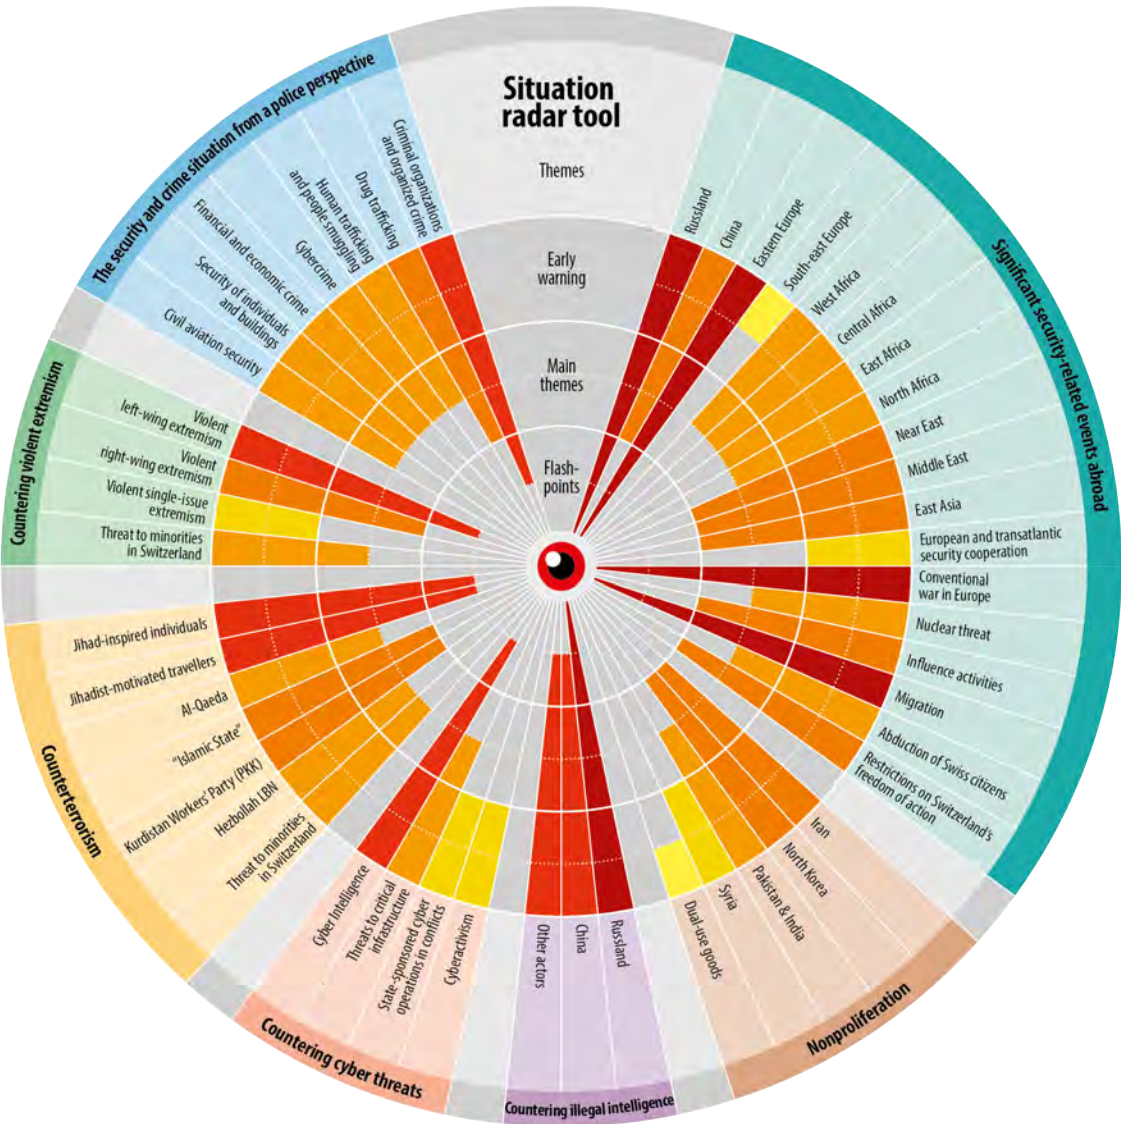 Situation
radar tool
Themes
Early
warning
Main
themes
Flash-
points
Significant security-related events abroad
Russland
China
Eastern Europe
South-east Europe
West Africa
Central Africa
East Africa
North Africa
Near East
Middle East
East Asia
European and transatlantic
security cooperation
Conventional
war in Europe
Nuclear threat
Influence activities
Migration
Abduction of Swiss citizens
Restrictions on Switzerland's
freedom of action
Nonproliferation
Iran
North Korea
Pakistan & India
Syria
Dual-use goods
Countering illegal intelligence
Russland
China
Other actors
Countering cyber threats
Cyberactivism
State-sponsored cyber
operations in conflicts
Threats to critical
infrastructure
Cyber Intelligence
Counterterrorism
Threat to minorities
in Switzerland
Hezbollah LBN
Kurdistan Workers' Party (PKK)
"Islamic State"
Al-Qaeda
Jihadist-motivated travellers
Jihad-inspired individuals
Countering violent extremism
Threat to minorities
in Switzerland
Violent single-issue
extremism
Violent
right-wing extremism
Violent
left-wing extremism
The security and crime situation from a police perspective
Civil aviation security
Security of individuals
and buildings
Financial and economic crime
Cybercrime
Human trafficking
and people smuggling
Drug trafficking
Criminal organizations
and organized crime